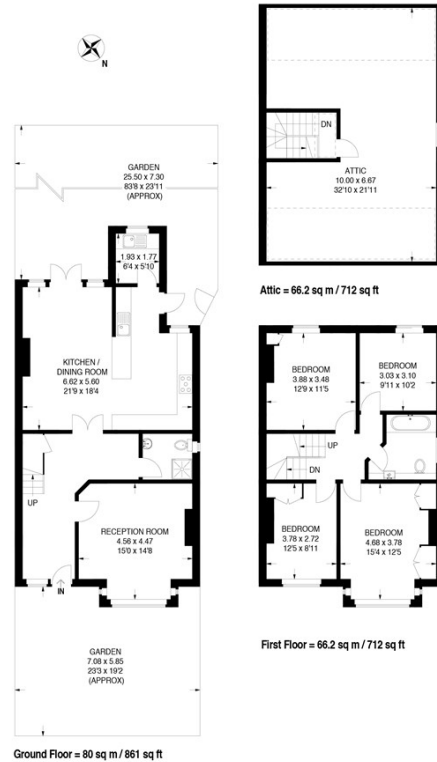 N
GARDEN
25.50 x 7.30
83'8 x 23'11
(APPROX)
1.93 x 1.77
6'4 x 5'10
KITCHEN /
DINING ROOM
6.62 x 5.60
21'9 x 18'4
UP
RECEPTION ROOM
4.56 x 4.47
15'0 x 14'8
IN
GARDEN
7.08 x 5.85
23'3 x 19'2
(APPROX)
Ground Floor = 80 sq m / 861 sq ft
DN
ATTIC
10.00 x 6.67
32'10 x 21'11
Attic = 66.2 sq m / 712 sq ft
BEDROOM
3.88 x 3.48
12'9 x 11'5
BEDROOM
3.03 x 3.10
9'11 x 10'2
UP
DN
BEDROOM
3.78 x 2.72
12'5 x 8'11
BEDROOM
4.68 x 3.78
15'4 x 12'5
First Floor = 66.2 sq m / 712 sq ft